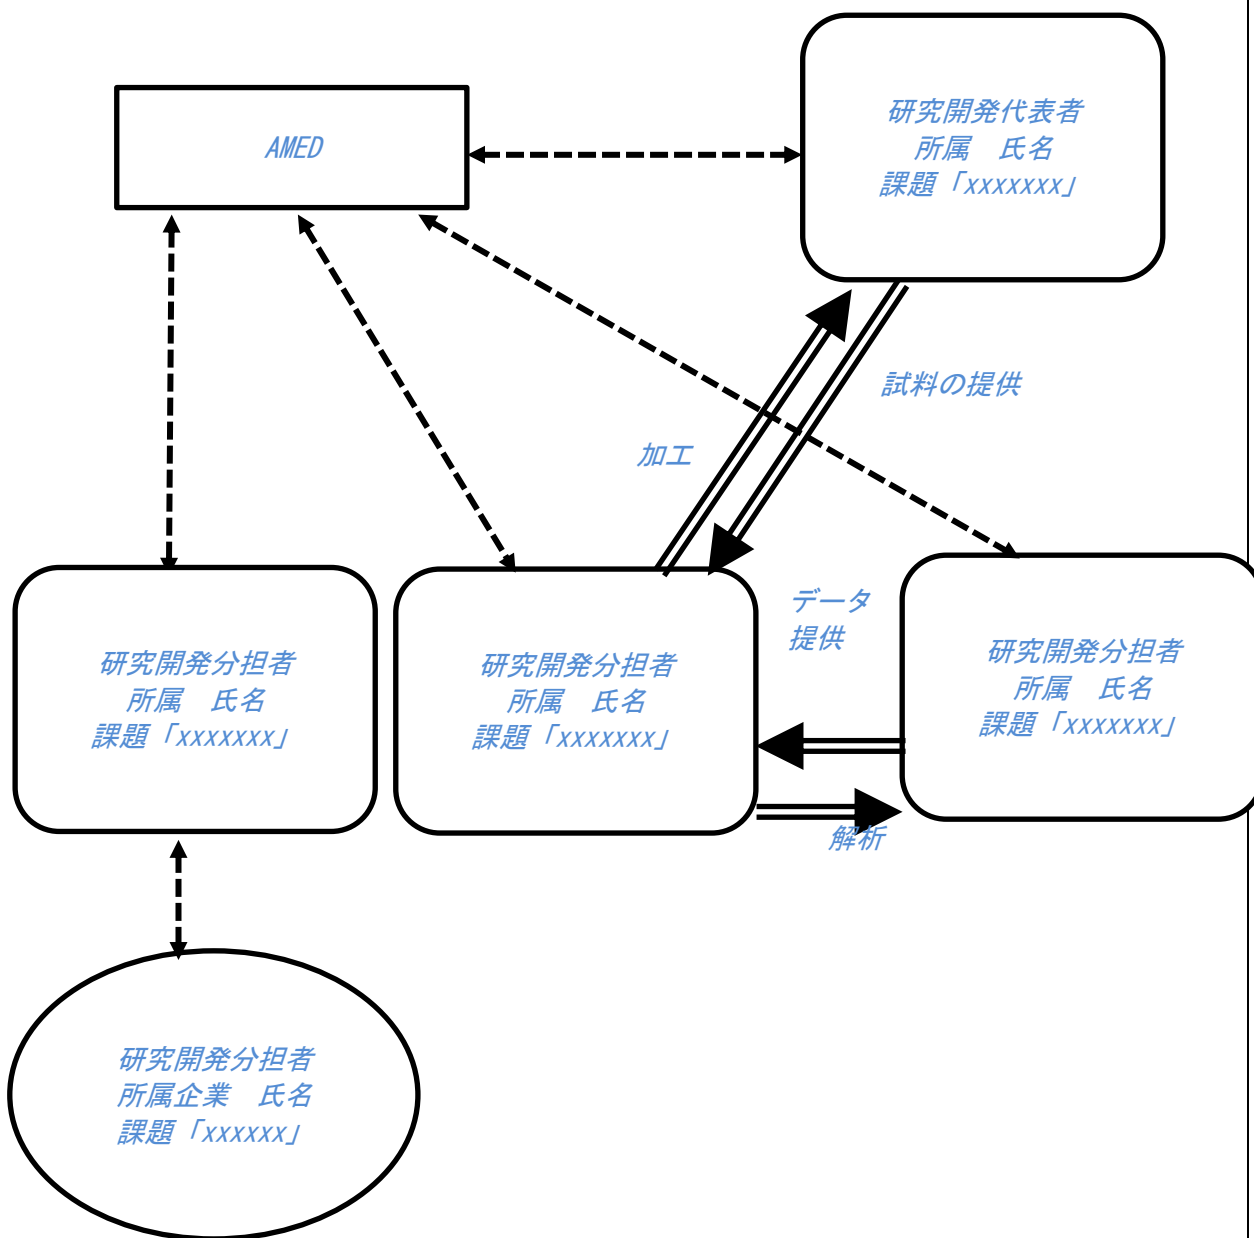 研究開発代表者
所属　氏名
課題「xxxxxxx」
AMED
試料の提供
加工
データ
提供
研究開発分担者
所属　氏名
課題「xxxxxxx」
研究開発分担者
所属　氏名
課題「xxxxxxx」
研究開発分担者
所属　氏名
課題「xxxxxxx」
解析
研究開発分担者
所属企業　氏名
課題「xxxxxx」